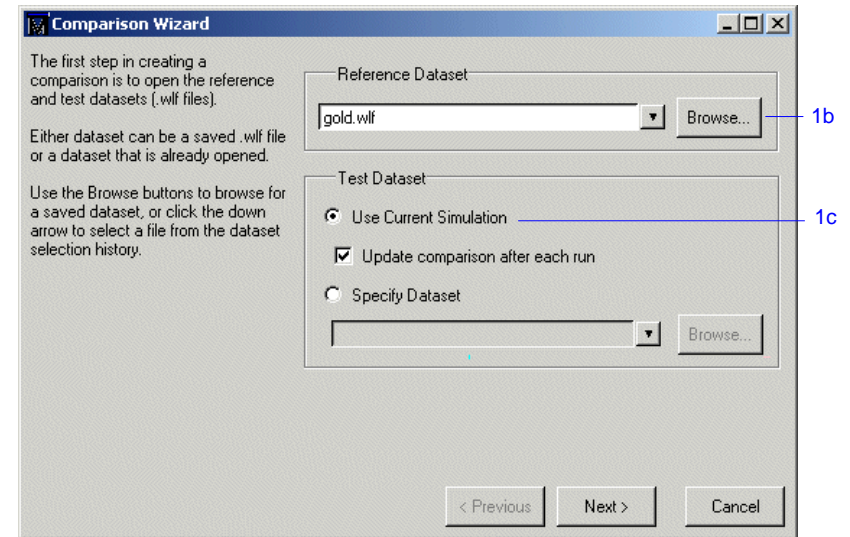 Comparison Wizard
The first step in creating a
comparison is to open the reference
and test datasets (.wlf files).
Either dataset can be a saved .wlf file
or a dataset that is already opened.
Use the Browse buttons to browse for
a saved dataset, or click the down
arrow to select a file from the dataset
selection history.
Reference Dataset
gold.wlf
Browse...
1b
Test Dataset
Use Current Simulation
1c
Update comparison after each run
Specify Dataset
Browse...
< Previous
Next >
Cancel